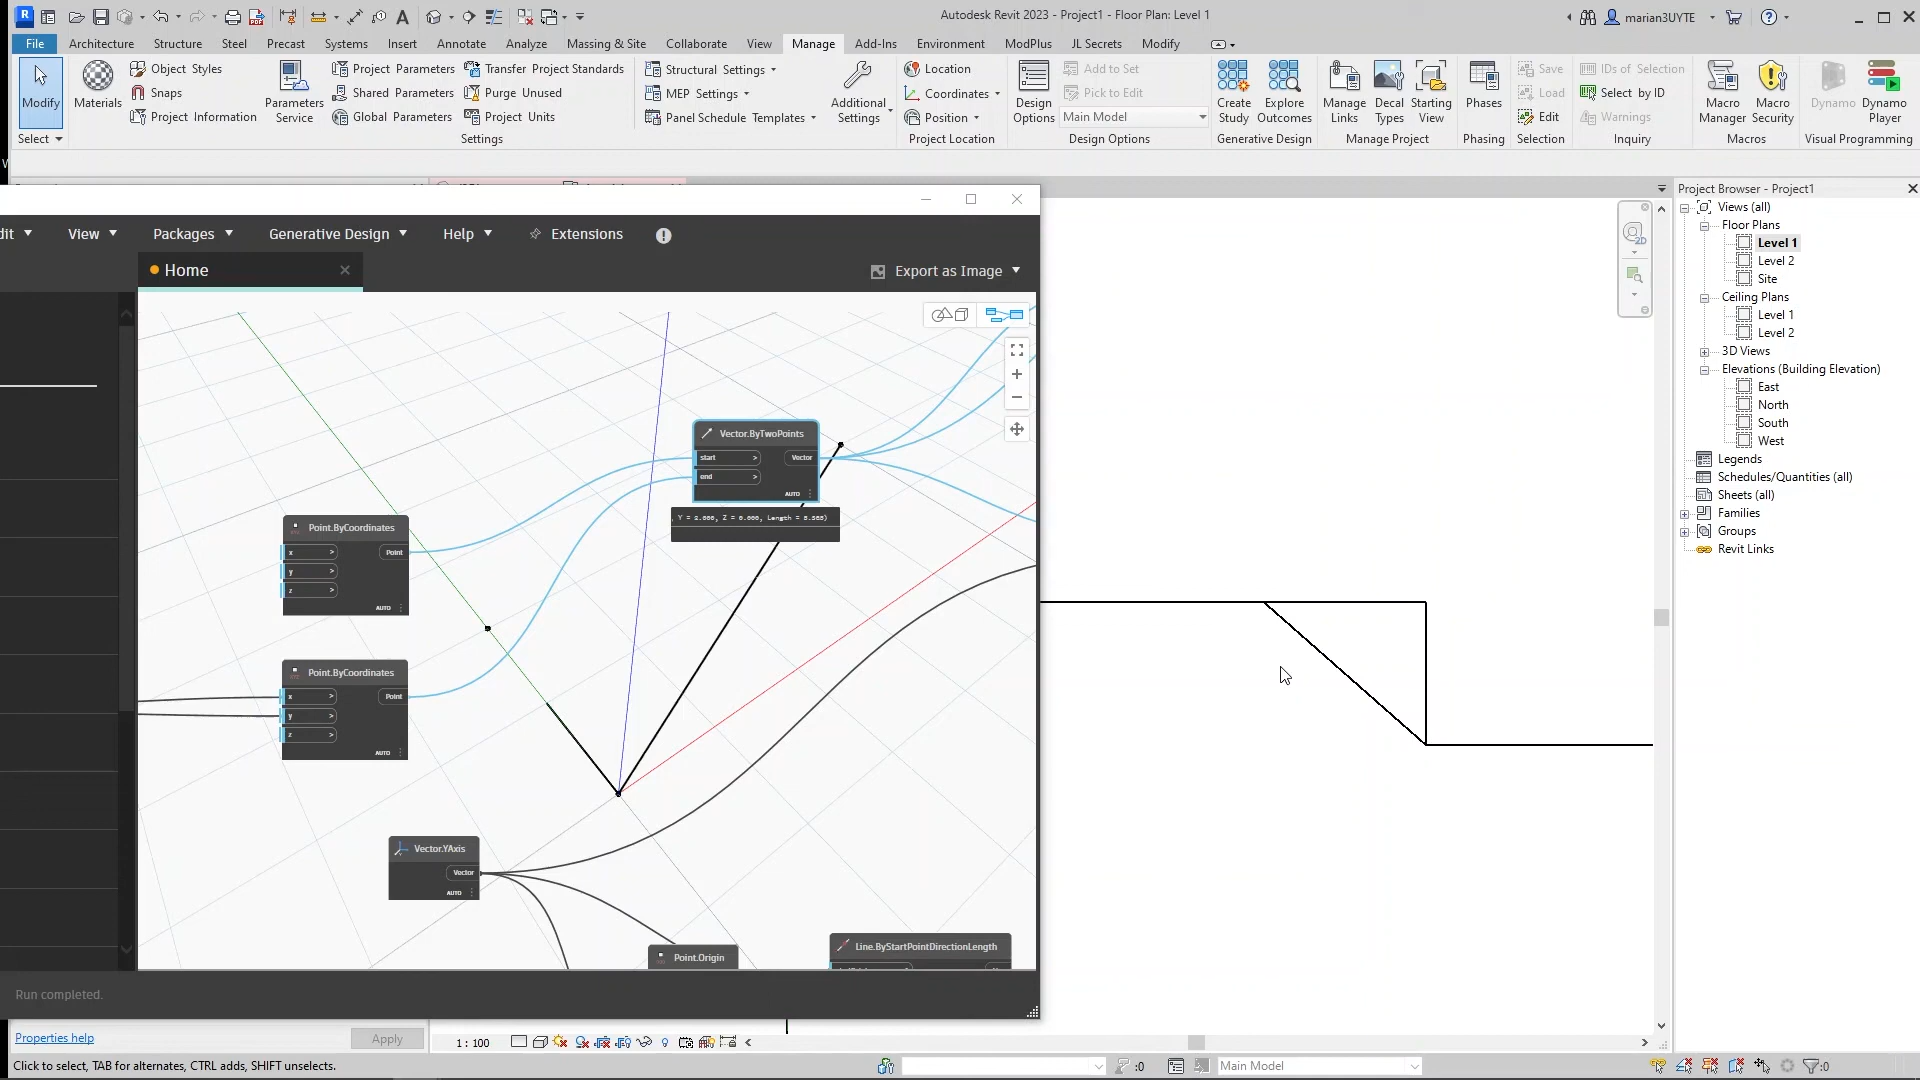 Autodesk Revit 2023 - Project1 - Floor Plan: Level 1
marian3UYTE
File Architecture Structure Steel Precast Systems Insert Annotate Analyze Massing & Site Collaborate View Manage Add-Ins Environment ModPlus JL Secrets Modify
Modify
Materials
Object Styles
Snaps
Project Information
Parameters Service
Project Parameters
Shared Parameters
Global Parameters
Transfer Project Standards
Purge Unused
Project Units
Structural Settings
MEP Settings
Panel Schedule Templates
Additional Settings
Location
Coordinates
Position
Design Options
Add to Set
Pick to Edit
Main Model
Create Study
Explore Outcomes
Manage Links
Decal Types
Starting View
Phases
Save
Load
Edit
IDs of Selection
Select by ID
Warnings
Macro Manager
Macro Security
Dynamo
Dynamo Player
Select Settings Project Location Design Options Generative Design Manage Project Phasing Selection Inquiry Macros Visual Programming
dit View Packages Generative Design Help Extensions
Home
Export as Image
Vector.ByTwoPoints
start > Vector
end >
AUTO
, Y = 2.000, Z = 0.000, Length = 8.563)
Point.ByCoordinates
x > Point
y >
z >
AUTO
Point.ByCoordinates
x > Point
y >
z >
AUTO
Vector.YAxis
Vector
AUTO
Point.Origin
Line.ByStartPointDirectionLength
Run completed.
Properties help
Apply
1 : 100
Click to select, TAB for alternates, CTRL adds, SHIFT unselects.
:0
Main Model
:0
Project Browser - Project1
Views (all)
Floor Plans
Level 1
Level 2
Site
Ceiling Plans
Level 1
Level 2
3D Views
Elevations (Building Elevation)
East
North
South
West
Legends
Schedules/Quantities (all)
Sheets (all)
Families
Groups
Revit Links